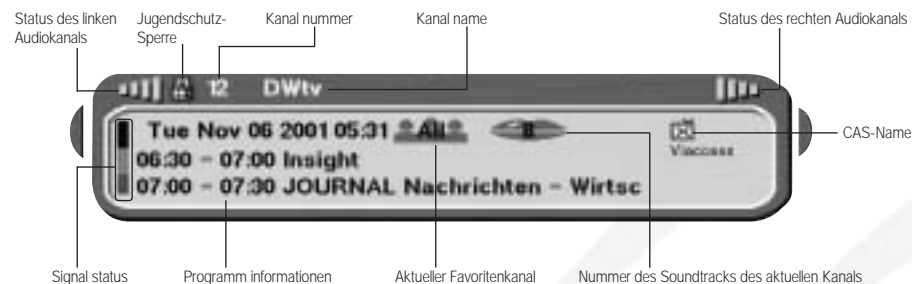 Status des linken Audiokanals
Jugendschutz-Sperre
Kanal nummer
Kanal name
Status des rechten Audiokanals
12 DWtv
Tue Nov 06 2001 05:31 All
CAS-Name
Viaccess
06:30 - 07:00 Insight
07:00 - 07:30 JOURNAL Nachrichten - Wirtsc
Signal status
Programm informationen
Aktueller Favoritenkanal
Nummer des Soundtracks des aktuellen Kanals